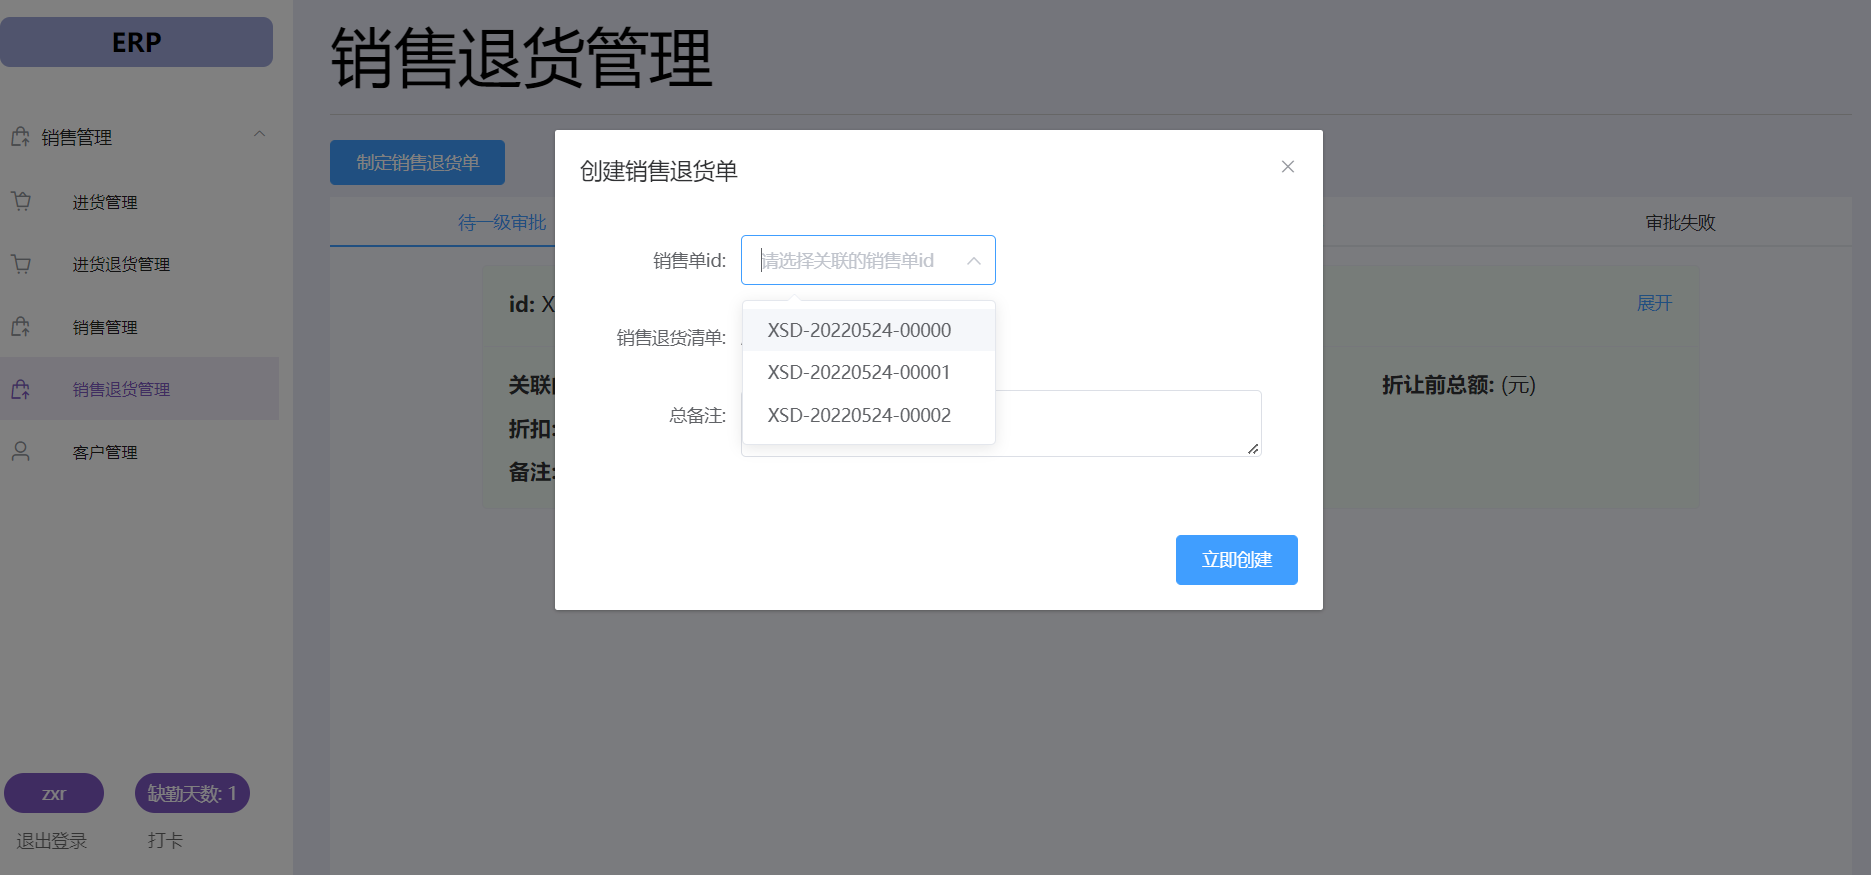 ERP
销售管理
进货管理
进货退货管理
销售管理
销售退货管理
客户管理
zxr
缺勤天数: 1
退出登录
打卡
销售退货管理
制定销售退货单
待一级审批
审批失败
id: X
展开
关联
折让前总额: (元)
折扣:
备注:
创建销售退货单
销售单id:
请选择关联的销售单id
XSD-20220524-00000
XSD-20220524-00001
XSD-20220524-00002
销售退货清单:
总备注:
立即创建